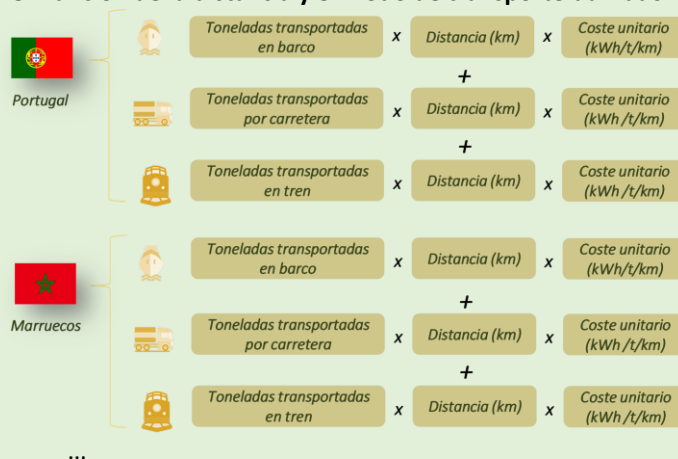 Toneladas transportadas
en barco
x
Distancia (km)
x
Coste unitario
(kWh/t/km)
+
Portugal
Toneladas transportadas
por carretera
x
Distancia (km)
x
Coste unitario
(kWh /t/km)
+
Toneladas transportadas
en tren
x
Distancia (km)
x
Coste unitario
(kWh /t/km)
Toneladas transportadas
en barco
x
Distancia (km)
x
Coste unitario
(kWh/t/km)
+
Marruecos
Toneladas transportadas
por carretera
x
Distancia (km)
x
Coste unitario
(kWh /t/km)
+
Toneladas transportadas
en tren
x
Distancia (km)
x
Coste unitario
(kWh /t/km)
...